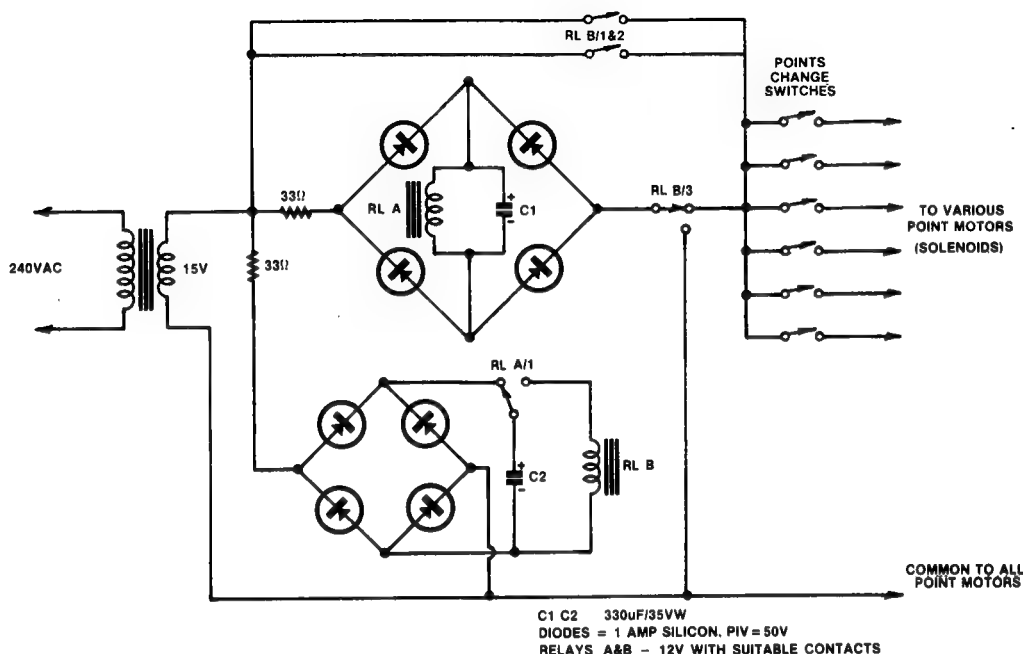 RL B/1&2
POINTS
CHANGE
SWITCHES
33Ω
RL A
C1
+
-
RL B/3
TO VARIOUS
POINT MOTORS
(SOLENOIDS)
240VAC
15V
33Ω
RL A/1
+
C2
-
RL B
COMMON TO ALL
POINT MOTORS
C1 C2 330uF/35VW
DIODES = 1 AMP SILICON. PIV = 50V
RELAYS A&B - 12V WITH SUITABLE CONTACTS